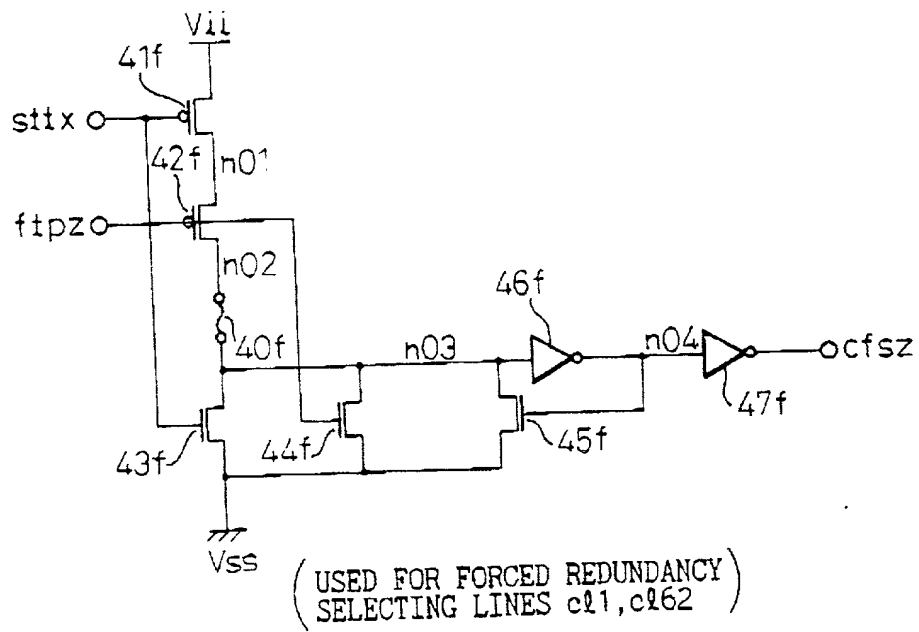 Vii
41f
sttx
42f
n01
ftpz
n02
46f
40f
n03
n04
cfsz
47f
43f
44f
45f
Vss
(USED FOR FORCED REDUNDANCY
SELECTING LINES cℓ1,cℓ62)